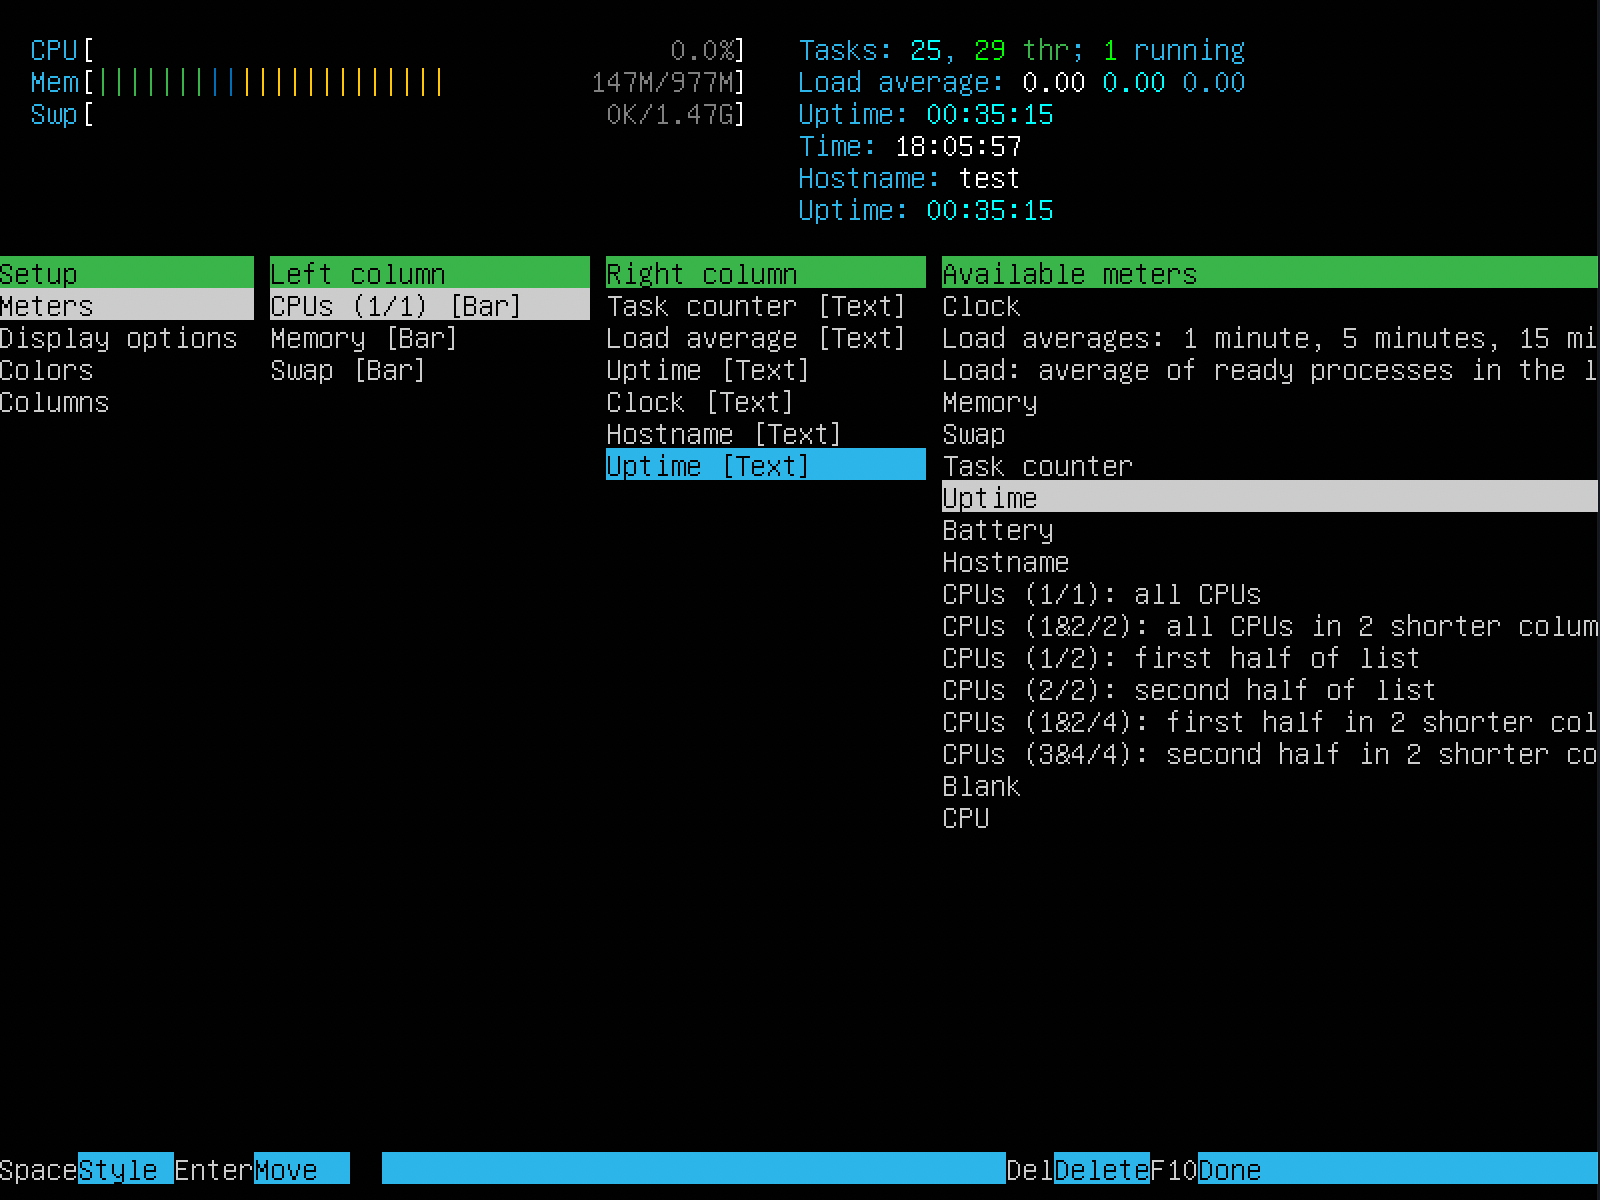 CPU[ 0.0%]
Mem[||||||||||||||||||||||147M/977M]
Swp[ 0K/1.47G]
Tasks: 25, 29 thr; 1 running
Load average: 0.00 0.00 0.00
Uptime: 00:35:15
Time: 18:05:57
Hostname: test
Uptime: 00:35:15
Setup
Meters
Display options
Colors
Columns
Left column
CPUs (1/1) [Bar]
Memory [Bar]
Swap [Bar]
Right column
Task counter [Text]
Load average [Text]
Uptime [Text]
Clock [Text]
Hostname [Text]
Uptime [Text]
Available meters
Clock
Load averages: 1 minute, 5 minutes, 15 mi
Load: average of ready processes in the l
Memory
Swap
Task counter
Uptime
Battery
Hostname
CPUs (1/1): all CPUs
CPUs (1&2/2): all CPUs in 2 shorter colum
CPUs (1/2): first half of list
CPUs (2/2): second half of list
CPUs (1&2/4): first half in 2 shorter col
CPUs (3&4/4): second half in 2 shorter co
Blank
CPU
SpaceStyle EnterMove DelDeleteF10Done